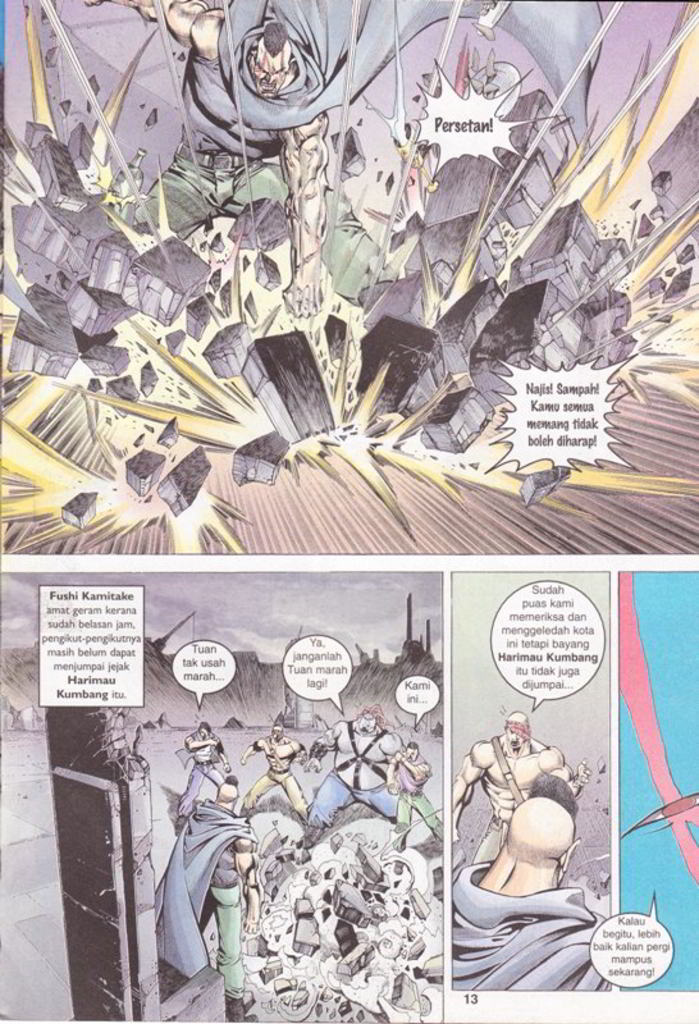 Persetan!
Najis! Sampah!
Kamu semua
memang tidak
boleh diharap!
Fushi Kamitake
amat geram kerana
sudah belasan jam,
pengikut-pengikutnya
masih belum dapat
menjumpai jejak
Harimau
Kumbang itu.
Tuan
tak usah
marah...
Ya,
janganlah
Tuan marah
lagi!
Kami
ini...
Sudah
puas kami
memeriksa dan
menggeledah kota
ini tetapi bayang
Harimau Kumbang
itu tidak juga
dijumpai...
Kalau
begitu, lebih
baik kalian pergi
mampus
sekarang!
13